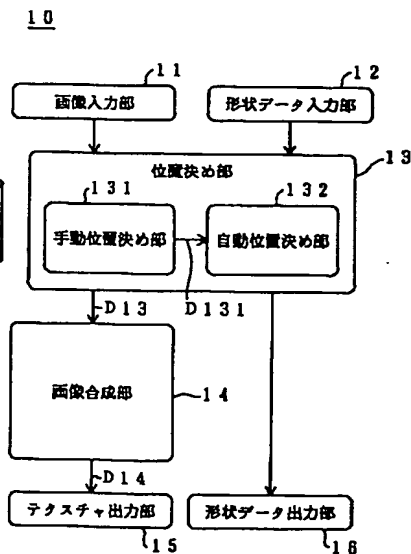 10
11 12
画像入力部 形状データ入力部
13
位置決め部
131 132
手動位置決め部 自動位置決め部
D131
D13
画像合成部
14
D14
テクスチャ出力部 形状データ出力部
15 16